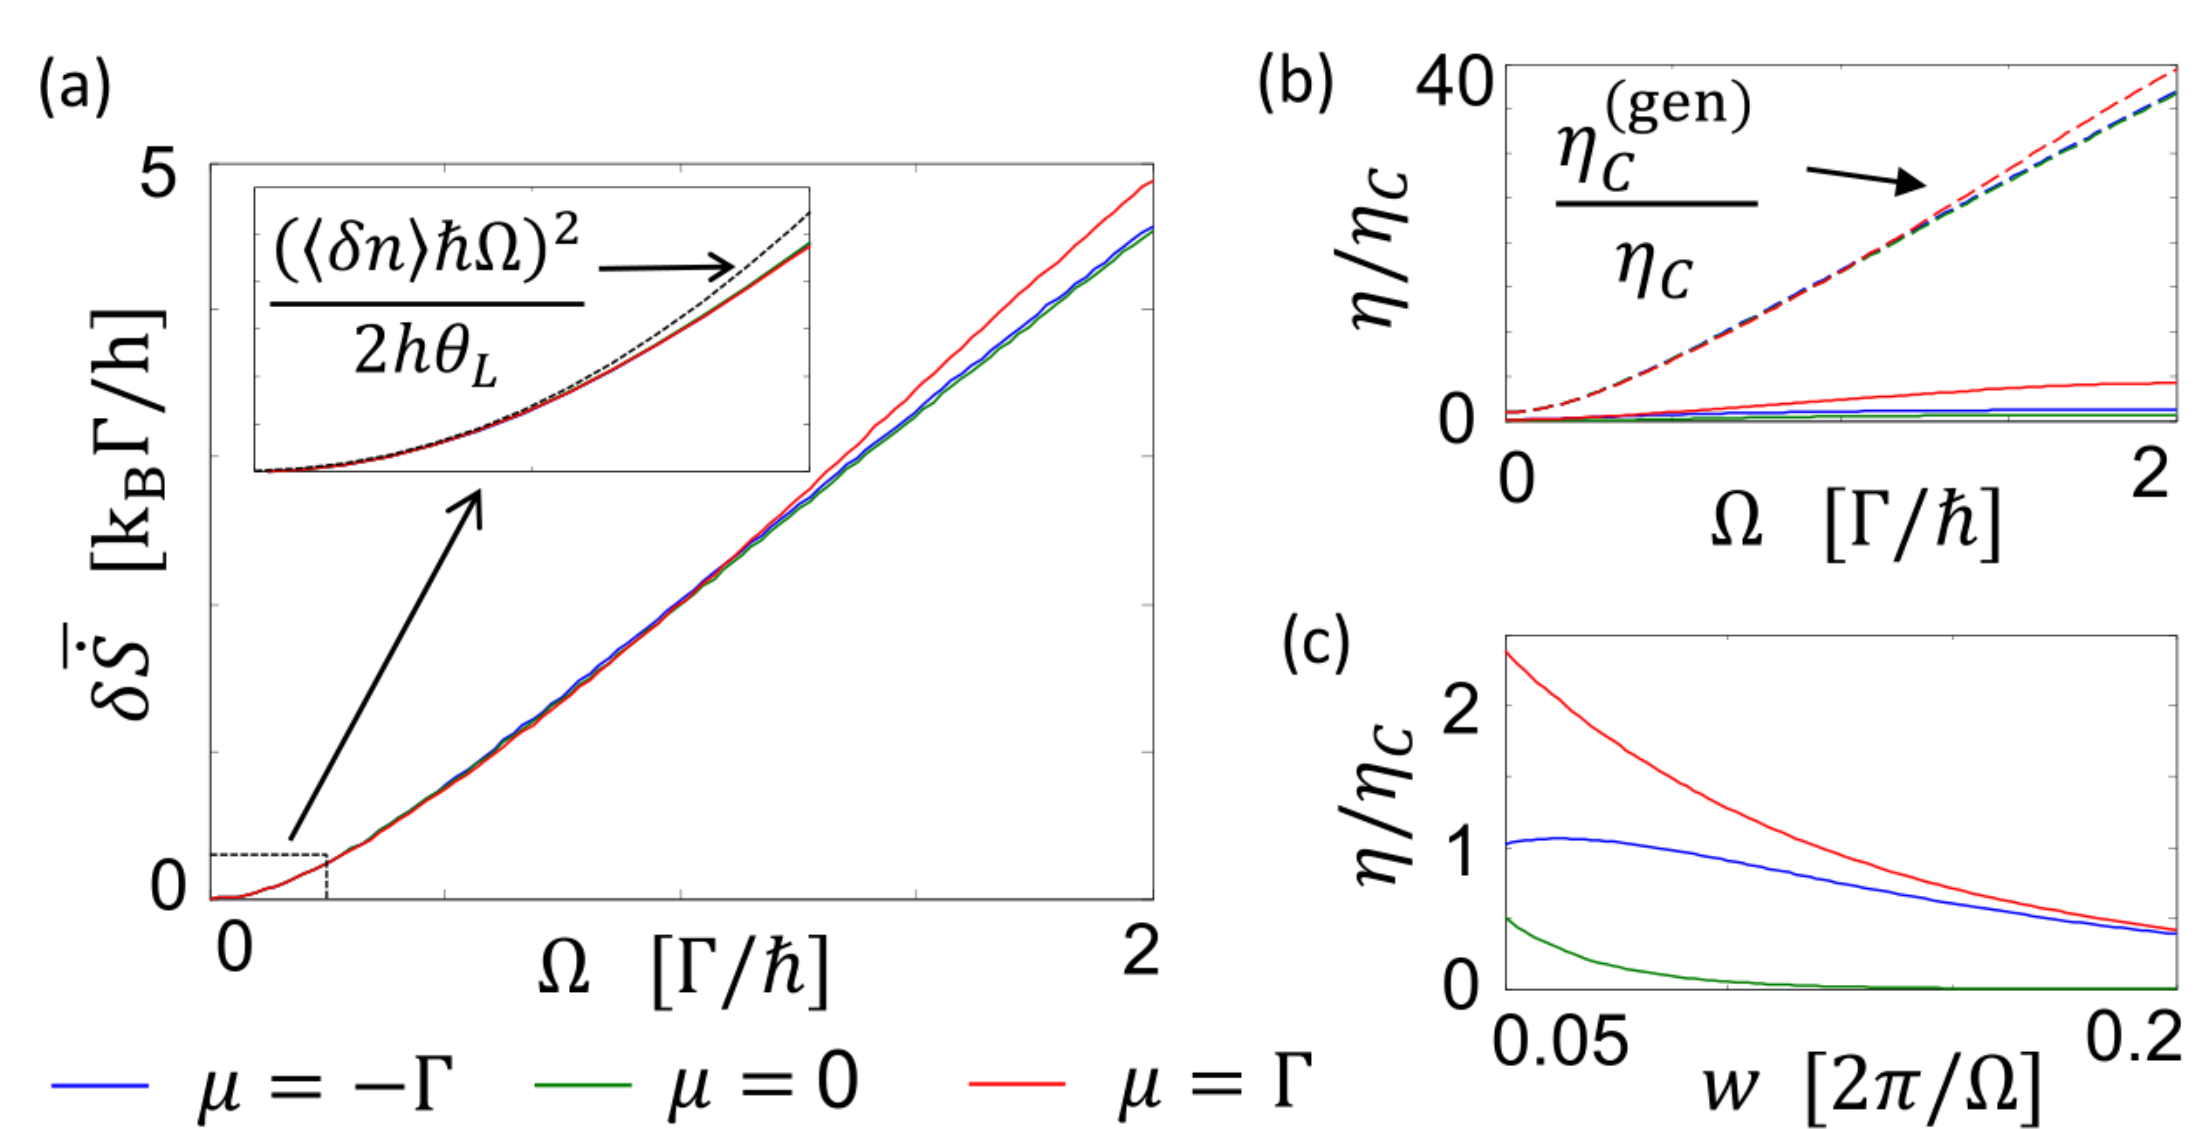 (a)
5
0
δS̄̇ [k_BΓ/h]
(⟨δn⟩ħΩ)²
2hθ_L
0
2
Ω [Γ/ħ]
(b)
40
0
η/η_C
η_C^(gen)
η_C
0
2
Ω [Γ/ħ]
(c)
2
1
0
η/η_C
0.05
0.2
w [2π/Ω]
μ = −Γ
μ = 0
μ = Γ